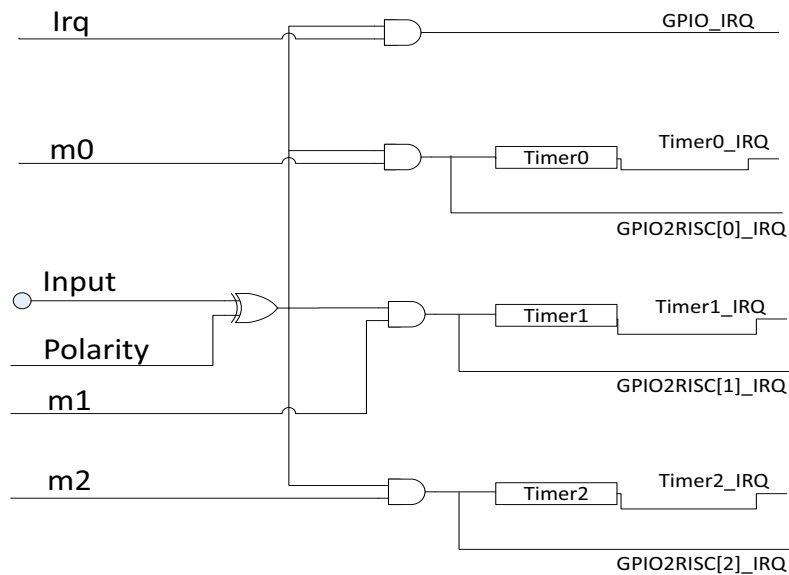 Irq
GPIO_IRQ
m0
Timer0
Timer0_IRQ
GPIO2RISC[0]_IRQ
Input
Timer1
Timer1_IRQ
Polarity
GPIO2RISC[1]_IRQ
m1
m2
Timer2
Timer2_IRQ
GPIO2RISC[2]_IRQ